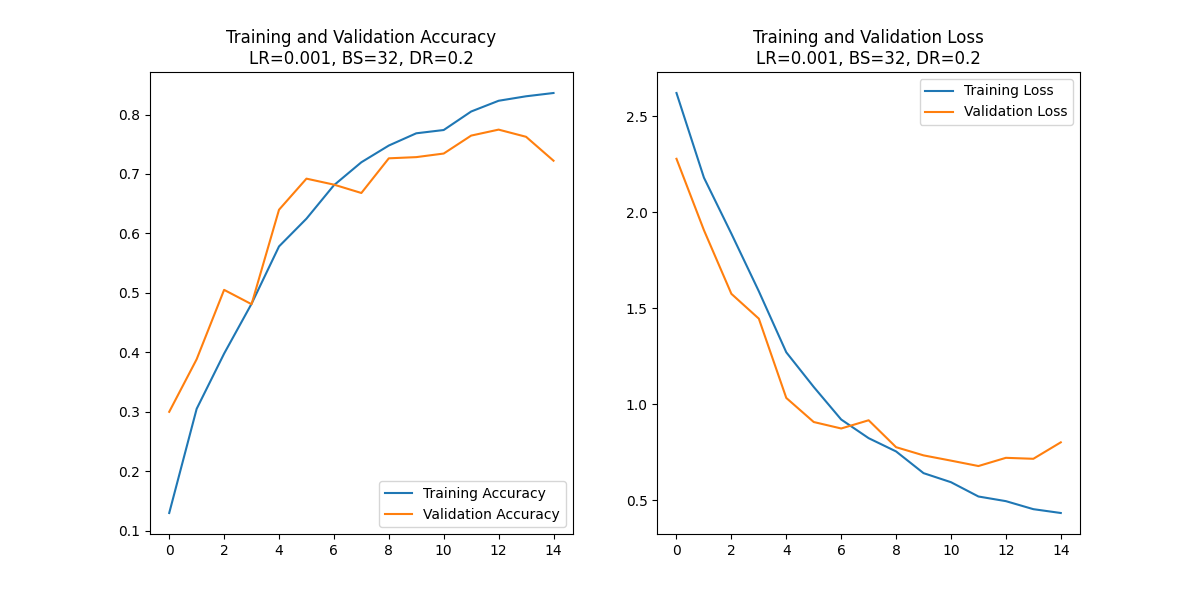 Training and Validation Accuracy
LR=0.001, BS=32, DR=0.2
0.8
0.7
0.6
0.5
0.4
0.3
0.2
0.1
Training Accuracy
Validation Accuracy
0 2 4 6 8 10 12 14
Training and Validation Loss
LR=0.001, BS=32, DR=0.2
Training Loss
Validation Loss
2.5
2.0
1.5
1.0
0.5
0 2 4 6 8 10 12 14